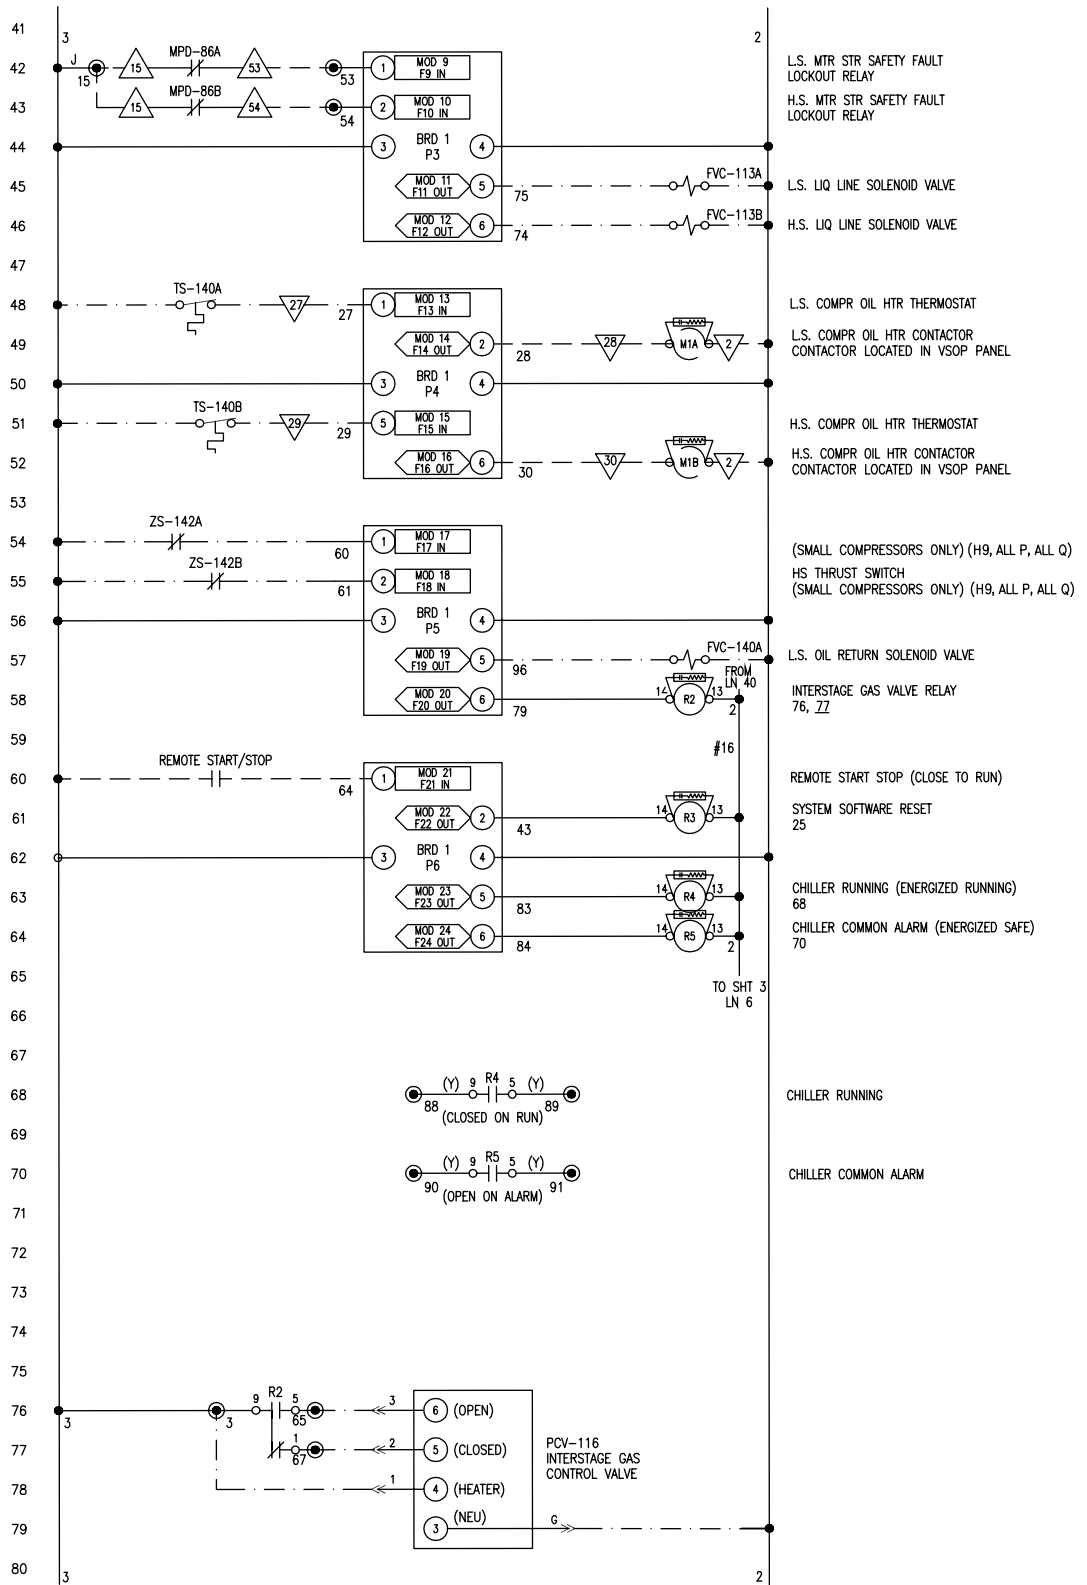 41
3
2
42
J
15
15
MPD-86A
53
53
1
MOD 9
F9 IN
L.S. MTR STR SAFETY FAULT
LOCKOUT RELAY
43
15
MPD-86B
54
54
2
MOD 10
F10 IN
H.S. MTR STR SAFETY FAULT
LOCKOUT RELAY
44
3
BRD 1
P3
4
45
MOD 11
F11 OUT
5
75
FVC-113A
L.S. LIQ LINE SOLENOID VALVE
46
MOD 12
F12 OUT
6
74
FVC-113B
H.S. LIQ LINE SOLENOID VALVE
47
48
TS-140A
27
27
1
MOD 13
F13 IN
L.S. COMPR OIL HTR THERMOSTAT
49
MOD 14
F14 OUT
2
28
28
M1A
2
L.S. COMPR OIL HTR CONTACTOR
CONTACTOR LOCATED IN VSOP PANEL
50
3
BRD 1
P4
4
51
TS-140B
29
29
5
MOD 15
F15 IN
H.S. COMPR OIL HTR THERMOSTAT
52
MOD 16
F16 OUT
6
30
30
M1B
2
H.S. COMPR OIL HTR CONTACTOR
CONTACTOR LOCATED IN VSOP PANEL
53
54
ZS-142A
60
1
MOD 17
F17 IN
(SMALL COMPRESSORS ONLY) (H9, ALL P, ALL Q)
55
ZS-142B
61
2
MOD 18
F18 IN
HS THRUST SWITCH
(SMALL COMPRESSORS ONLY) (H9, ALL P, ALL Q)
56
3
BRD 1
P5
4
57
MOD 19
F19 OUT
5
96
FVC-140A
L.S. OIL RETURN SOLENOID VALVE
FROM
LN 40
58
MOD 20
F20 OUT
6
79
14
R2
13
2
INTERSTAGE GAS VALVE RELAY
76, 77
59
#16
60
REMOTE START/STOP
64
1
MOD 21
F21 IN
REMOTE START STOP (CLOSE TO RUN)
61
MOD 22
F22 OUT
2
43
14
R3
13
SYSTEM SOFTWARE RESET
25
62
3
BRD 1
P6
4
63
MOD 23
F23 OUT
5
83
14
R4
13
CHILLER RUNNING (ENERGIZED RUNNING)
68
64
MOD 24
F24 OUT
6
84
14
R5
13
2
CHILLER COMMON ALARM (ENERGIZED SAFE)
70
65
TO SHT 3
LN 6
66
67
68
88
(Y)
9
R4
5
(Y)
89
(CLOSED ON RUN)
CHILLER RUNNING
69
70
90
(Y)
9
R5
5
(Y)
91
(OPEN ON ALARM)
CHILLER COMMON ALARM
71
72
73
74
75
76
3
3
9
R2
5
65
3
6
(OPEN)
77
1
67
2
5
(CLOSED)
PCV-116
INTERSTAGE GAS
CONTROL VALVE
78
1
4
(HEATER)
79
3
(NEU)
G
80
3
2